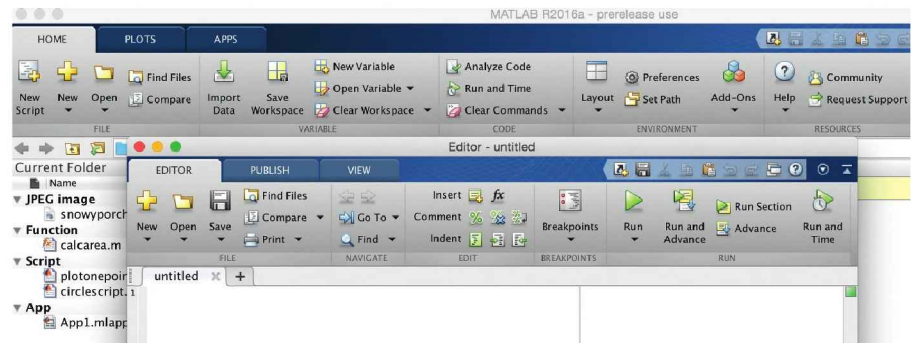 MATLAB R2016a - prerelease use
HOME PLOTS APPS
New Script
New
Open
Find Files
Compare
Import Data
Save Workspace
New Variable
Open Variable
Clear Workspace
Analyze Code
Run and Time
Clear Commands
Layout
Preferences
Set Path
Add-Ons
Help
Community
Request Support
FILE VARIABLE CODE ENVIRONMENT RESOURCES
Editor - untitled
Current Folder
Name
JPEG image
snowyporch
Function
calcarea.m
Script
plotonepoin
circlescript.
App
App1.mlapp
EDITOR PUBLISH VIEW
New
Open
Save
Find Files
Compare
Print
Go To
Find
Insert fx
Comment % %
Indent
Breakpoints
Run
Run and Advance
Run Section
Advance
Run and Time
FILE NAVIGATE EDIT BREAKPOINTS RUN
untitled × +
1